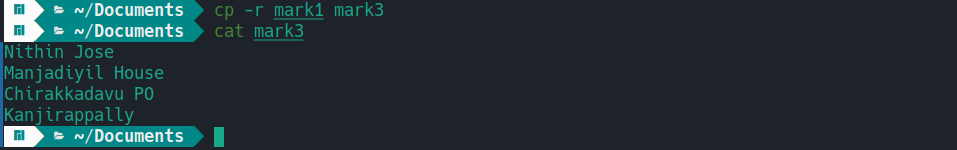 ~/Documents cp -r mark1 mark3
~/Documents cat mark3
Nithin Jose
Manjadiyil House
Chirakkadavu PO
Kanjirappally
~/Documents